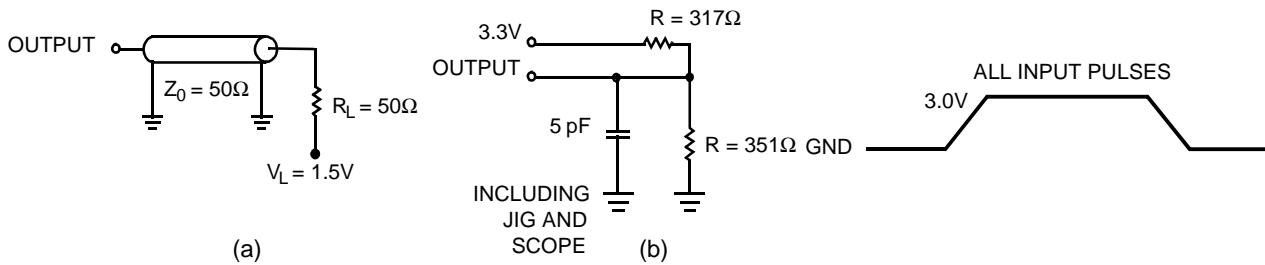 OUTPUT
Z0 = 50Ω
RL = 50Ω
VL = 1.5V
(a)
R = 317Ω
3.3V
OUTPUT
5 pF
R = 351Ω
INCLUDING
JIG AND
SCOPE
(b)
ALL INPUT PULSES
3.0V
GND